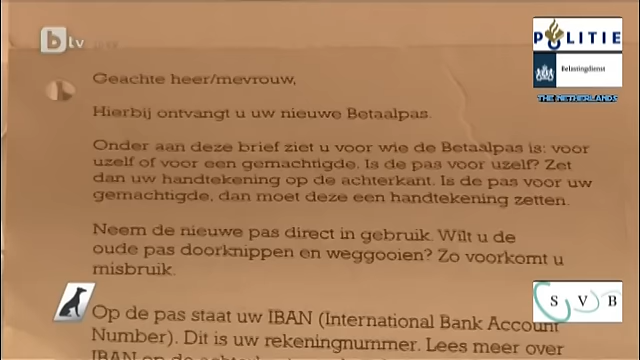 btv
POLITIE
Belastingdienst
THE NETHERLANDS
Geachte heer/mevrouw,
Hierbij ontvangt u uw nieuwe Betaalpas.
Onder aan deze brief ziet u voor wie de Betaalpas is: voor
uzelf of voor een gemachtigde. Is de pas voor uzelf? Zet
dan uw handtekening op de achterkant. Is de pas voor uw
gemachtigde, dan moet deze een handtekening zetten.
Neem de nieuwe pas direct in gebruik. Wilt u de
oude pas doorknippen en weggooien? Zo voorkomt u
misbruik.
Op de pas staat uw IBAN (International Bank Account
Number). Dit is uw rekeningnummer. Lees meer over
IBAN op de
SVB